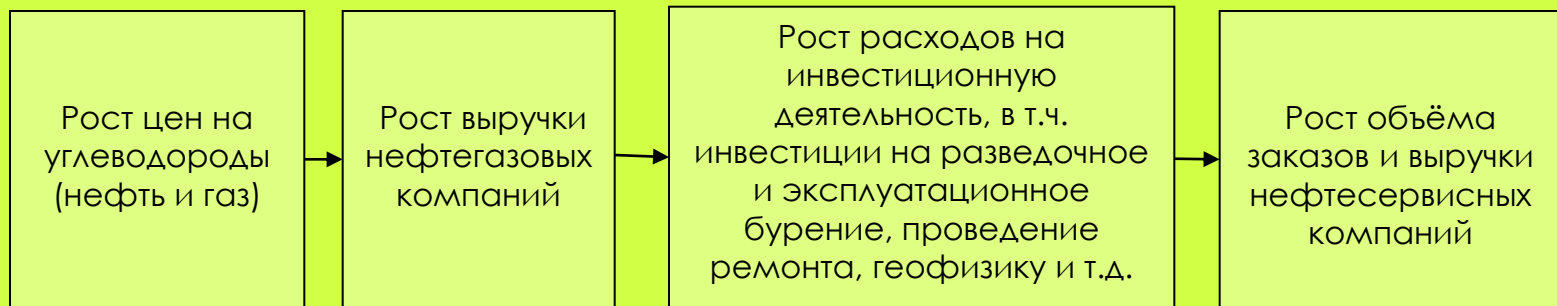 Рост цен на
углеводороды
(нефть и газ)
Рост выручки
нефтегазовых
компаний
Рост расходов на
инвестиционную
деятельность, в т.ч.
инвестиции на разведочное
и эксплуатационное
бурение, проведение
ремонта, геофизику и т.д.
Рост объёма
заказов и выручки
нефтесервисных
компаний